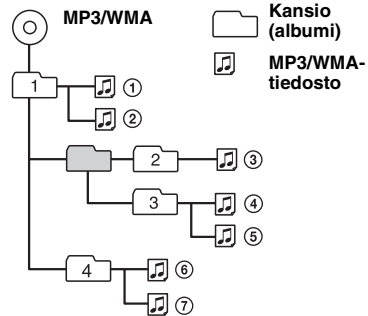 MP3/WMA
Kansio
(albumi)
MP3/WMA-
tiedosto
1
①
②
2
③
3
④
⑤
4
⑥
⑦